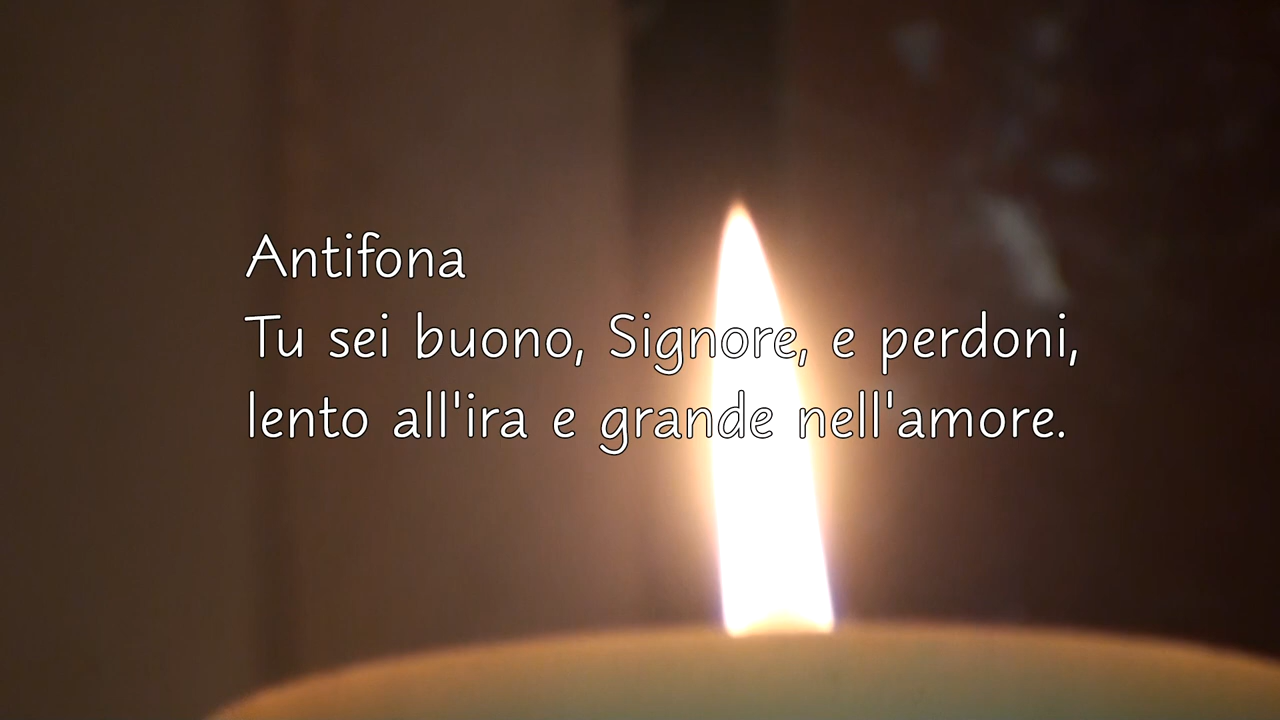 Antifona
Tu sei buono, Signore, e perdoni,
lento all'ira e grande nell'amore.